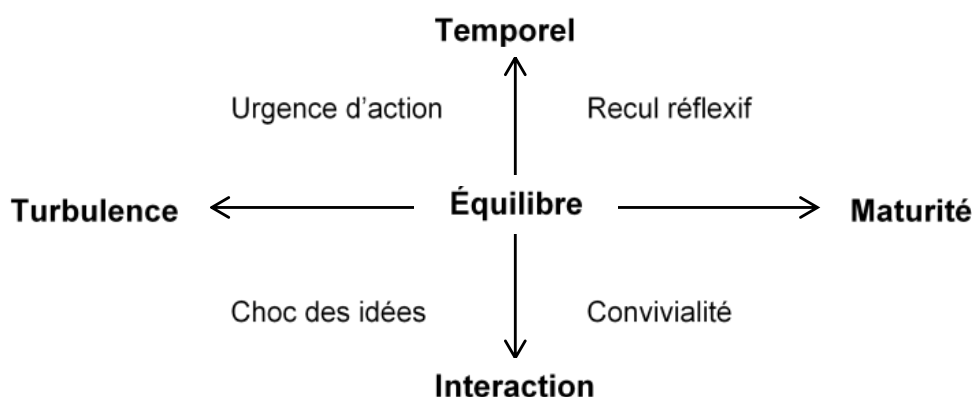 Temporel
Urgence d'action
Recul réflexif
Turbulence
Équilibre
Maturité
Choc des idées
Convivialité
Interaction